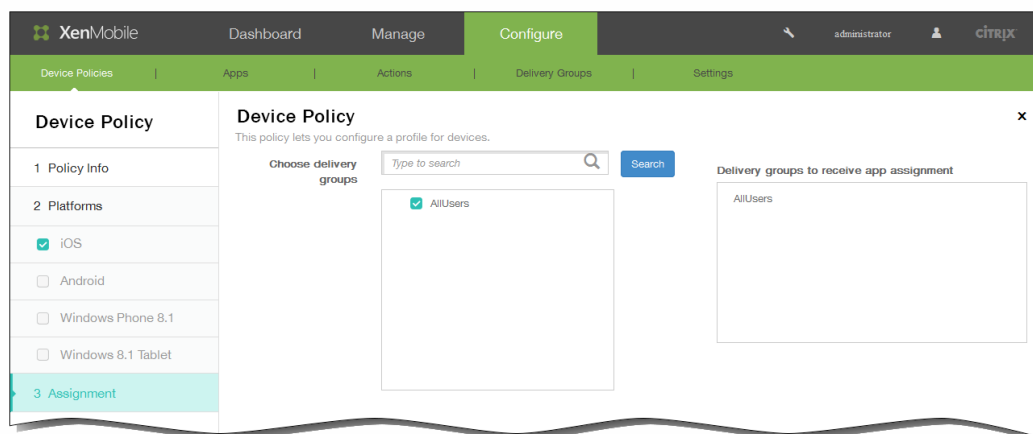 XenMobile Dashboard Manage Configure administrator CİTRIX
Device Policies | Apps | Actions | Delivery Groups | Settings
Device Policy
1 Policy Info
2 Platforms
iOS
Android
Windows Phone 8.1
Windows 8.1 Tablet
3 Assignment
Device Policy x
This policy lets you configure a profile for devices.
Choose delivery
groups
Type to search
Search
AllUsers
Delivery groups to receive app assignment
AllUsers